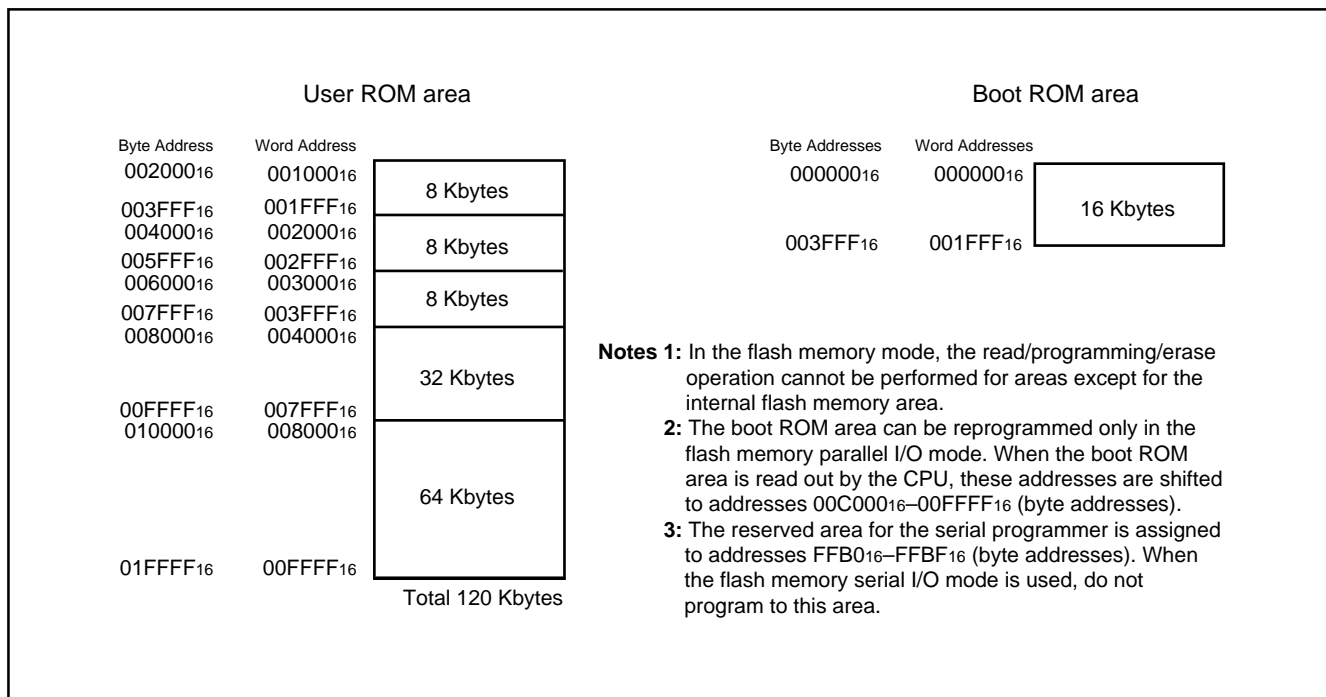 User ROM area
Byte Address Word Address
002000₁₆ 001000₁₆
8 Kbytes
003FFF₁₆ 001FFF₁₆
004000₁₆ 002000₁₆
8 Kbytes
005FFF₁₆ 002FFF₁₆
006000₁₆ 003000₁₆
8 Kbytes
007FFF₁₆ 003FFF₁₆
008000₁₆ 004000₁₆
32 Kbytes
00FFFF₁₆ 007FFF₁₆
010000₁₆ 008000₁₆
64 Kbytes
01FFFF₁₆ 00FFFF₁₆
Total 120 Kbytes
Boot ROM area
Byte Addresses Word Addresses
000000₁₆ 000000₁₆
16 Kbytes
003FFF₁₆ 001FFF₁₆
Notes 1: In the flash memory mode, the read/programming/erase
operation cannot be performed for areas except for the
internal flash memory area.
2: The boot ROM area can be reprogrammed only in the
flash memory parallel I/O mode. When the boot ROM
area is read out by the CPU, these addresses are shifted
to addresses 00C000₁₆–00FFFF₁₆ (byte addresses).
3: The reserved area for the serial programmer is assigned
to addresses FFB0₁₆–FFBF₁₆ (byte addresses). When
the flash memory serial I/O mode is used, do not
program to this area.